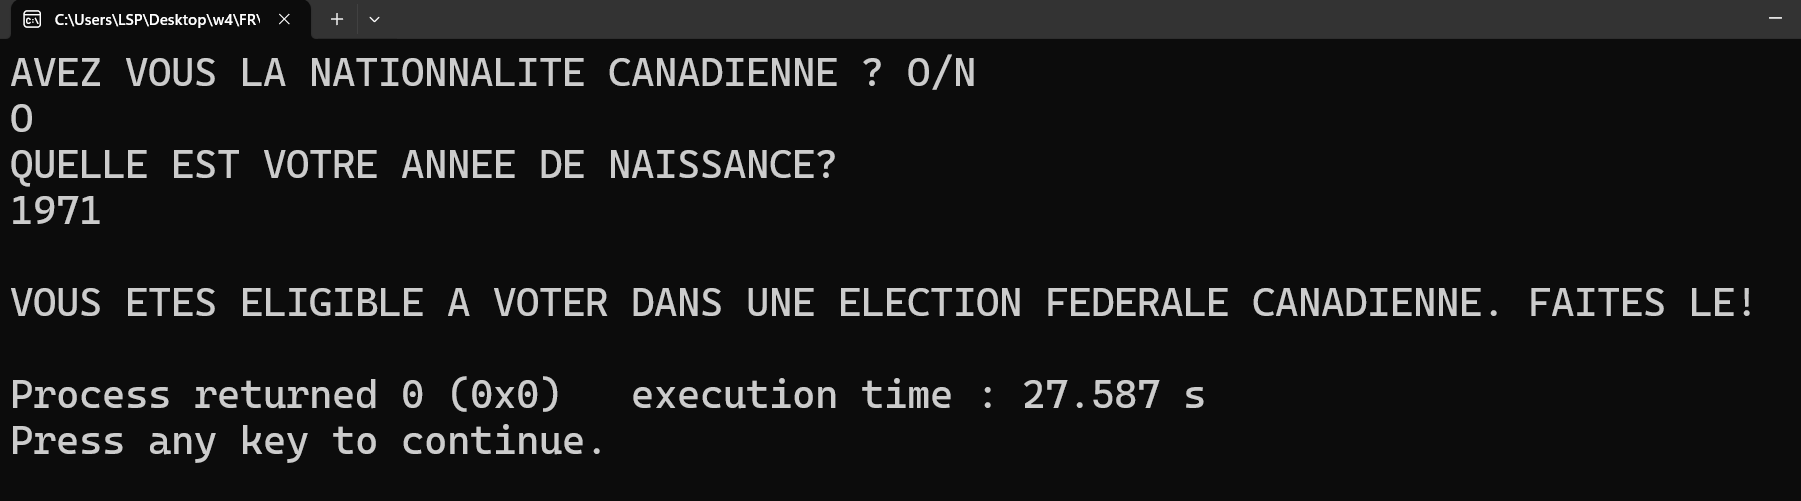 C:\Users\LSP\Desktop\w4\FR\
AVEZ VOUS LA NATIONNALITE CANADIENNE ? O/N
O
QUELLE EST VOTRE ANNEE DE NAISSANCE?
1971
VOUS ETES ELIGIBLE A VOTER DANS UNE ELECTION FEDERALE CANADIENNE. FAITES LE!
Process returned 0 (0x0)   execution time : 27.587 s
Press any key to continue.